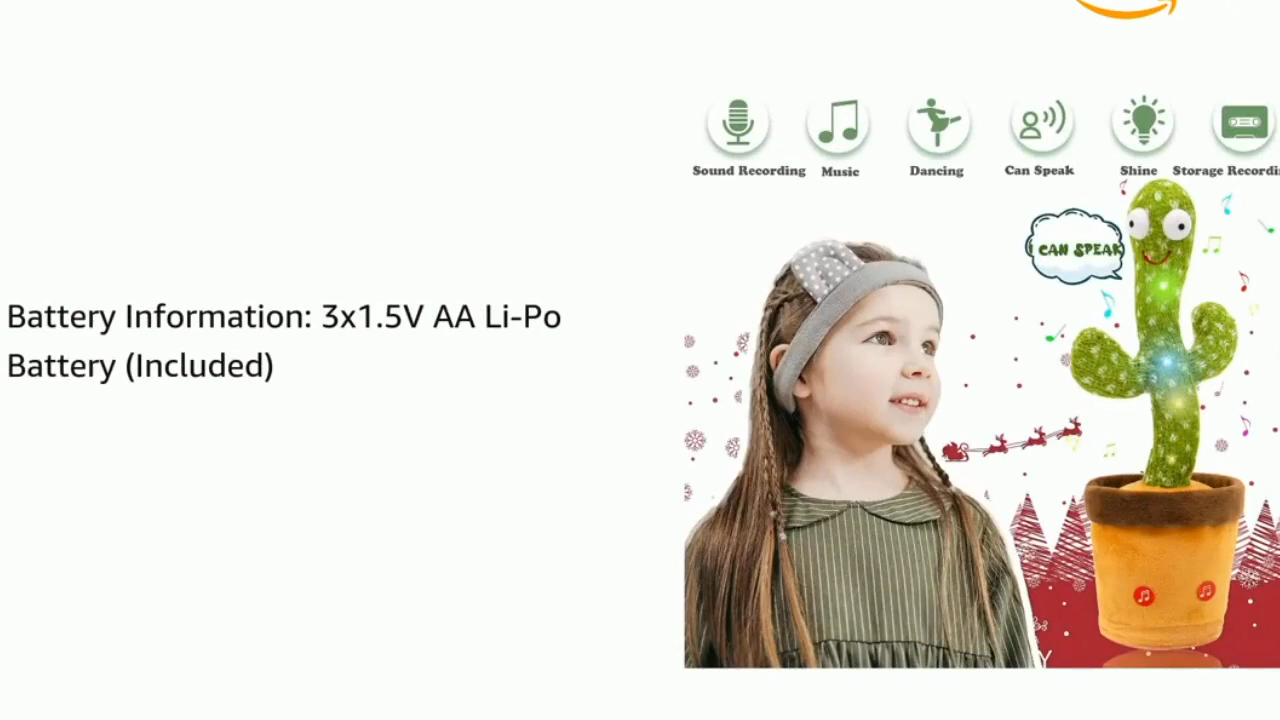 Sound Recording
Music
Dancing
Can Speak
Shine
I CAN SPEAK
Battery Information: 3x1.5V AA Li-Po
Battery (Included)